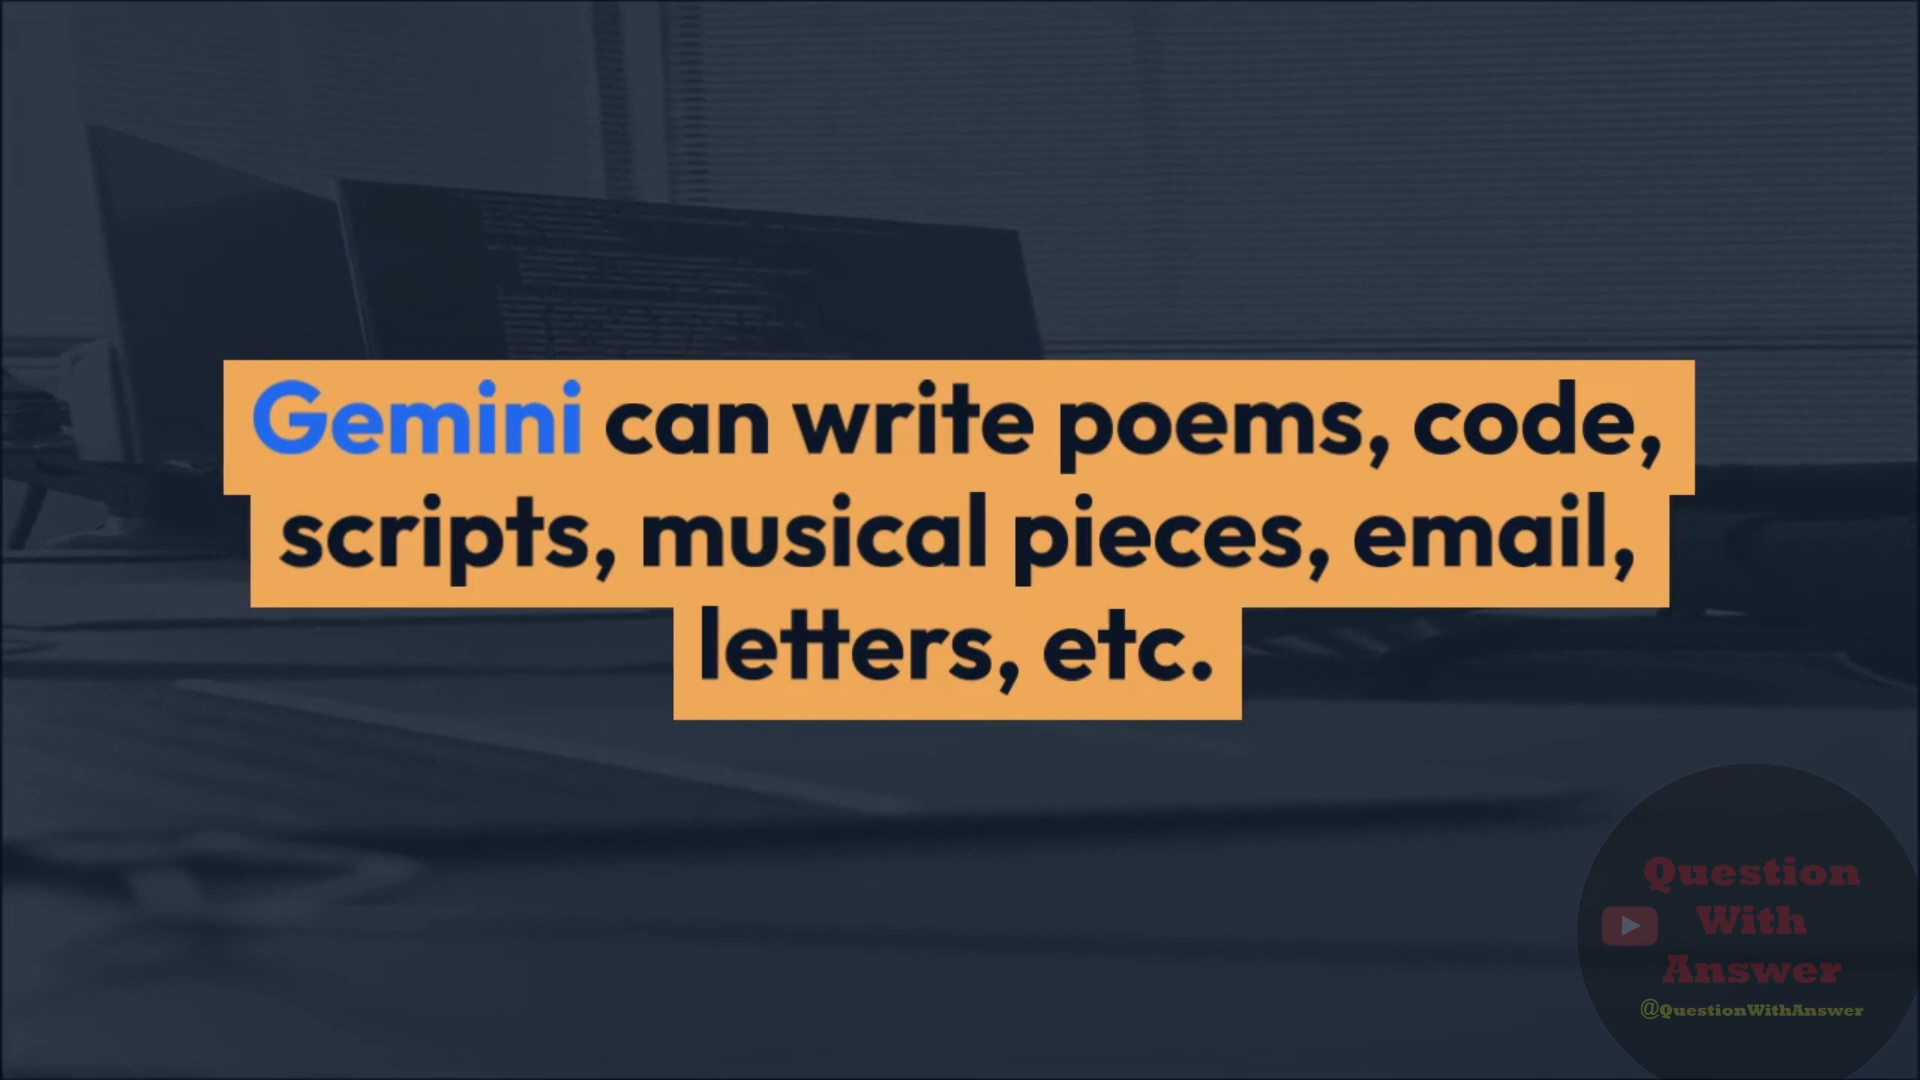 Gemini can write poems, code,
scripts, musical pieces, email,
letters, etc.
Question
With
Answer
@QuestionWithAnswer